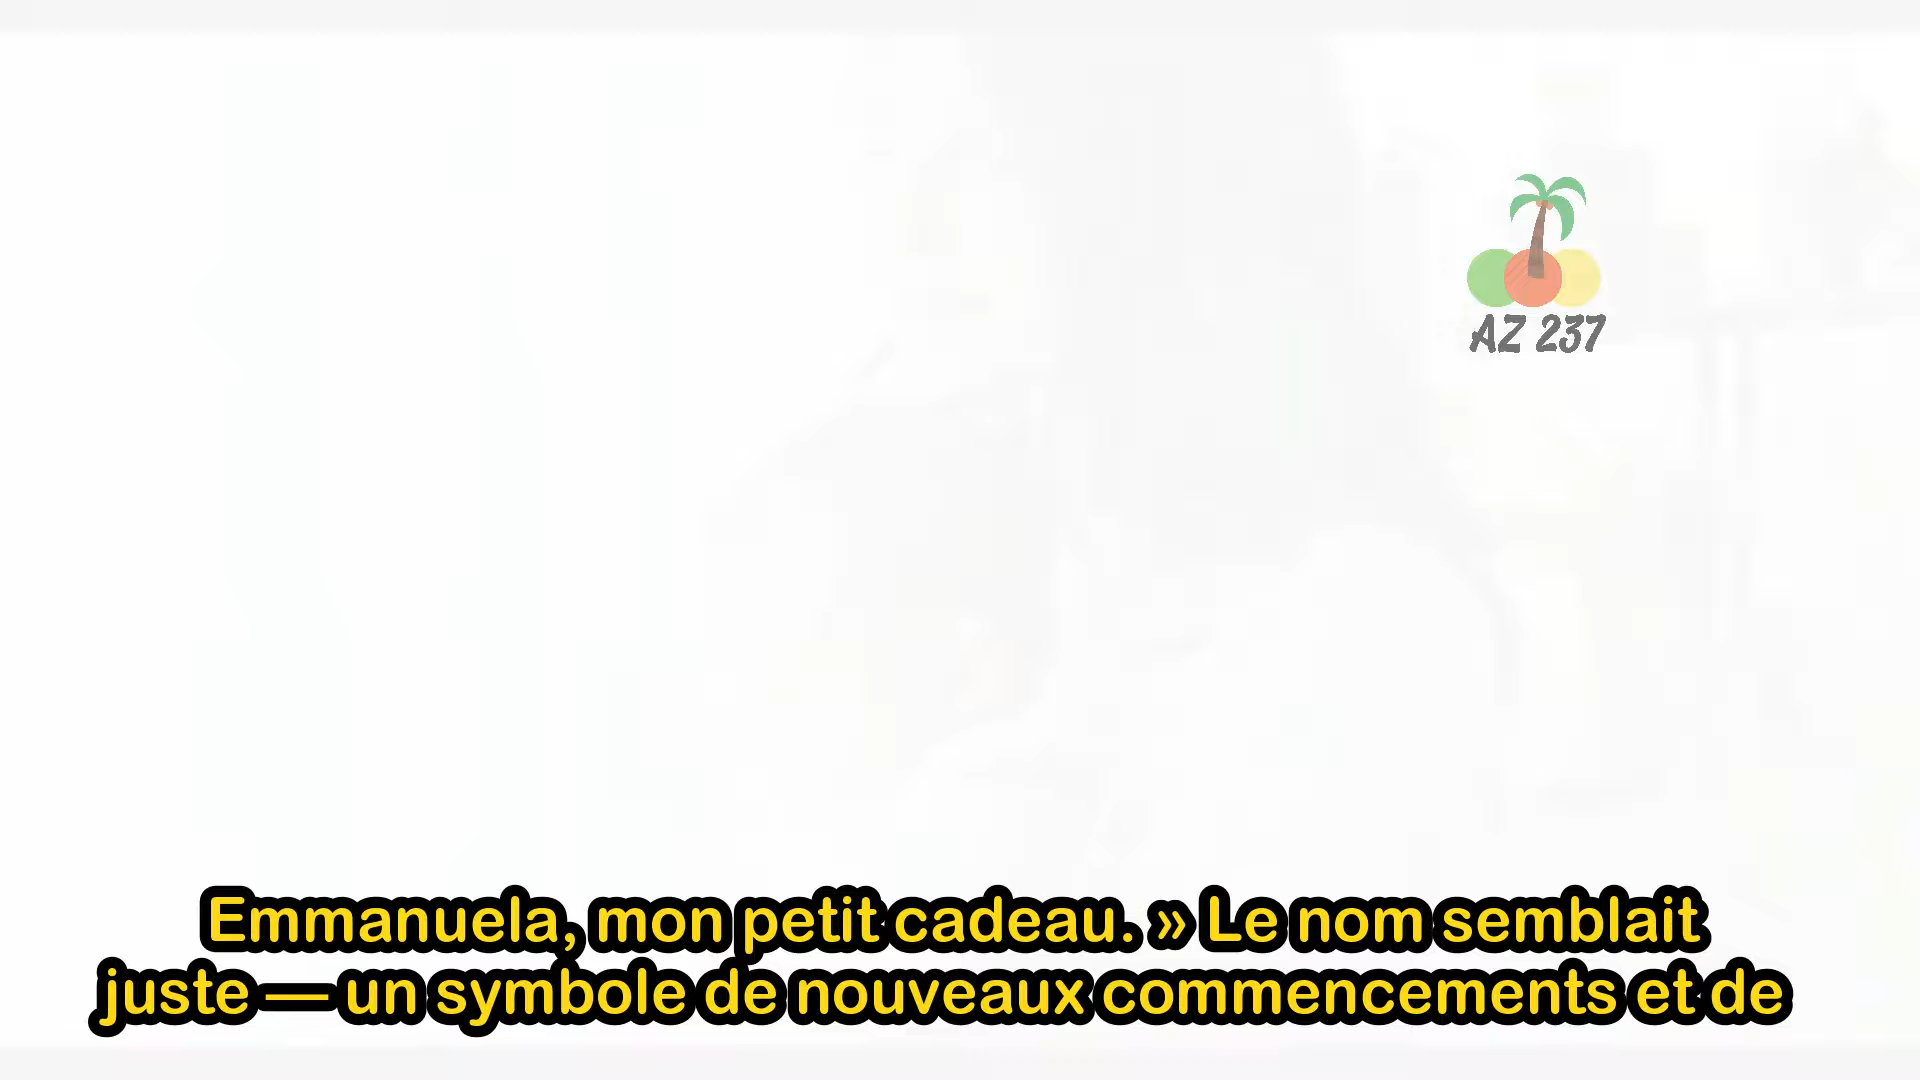 AZ 237
Emmanuela, mon petit cadeau. » Le nom semblait
juste — un symbole de nouveaux commencements et de